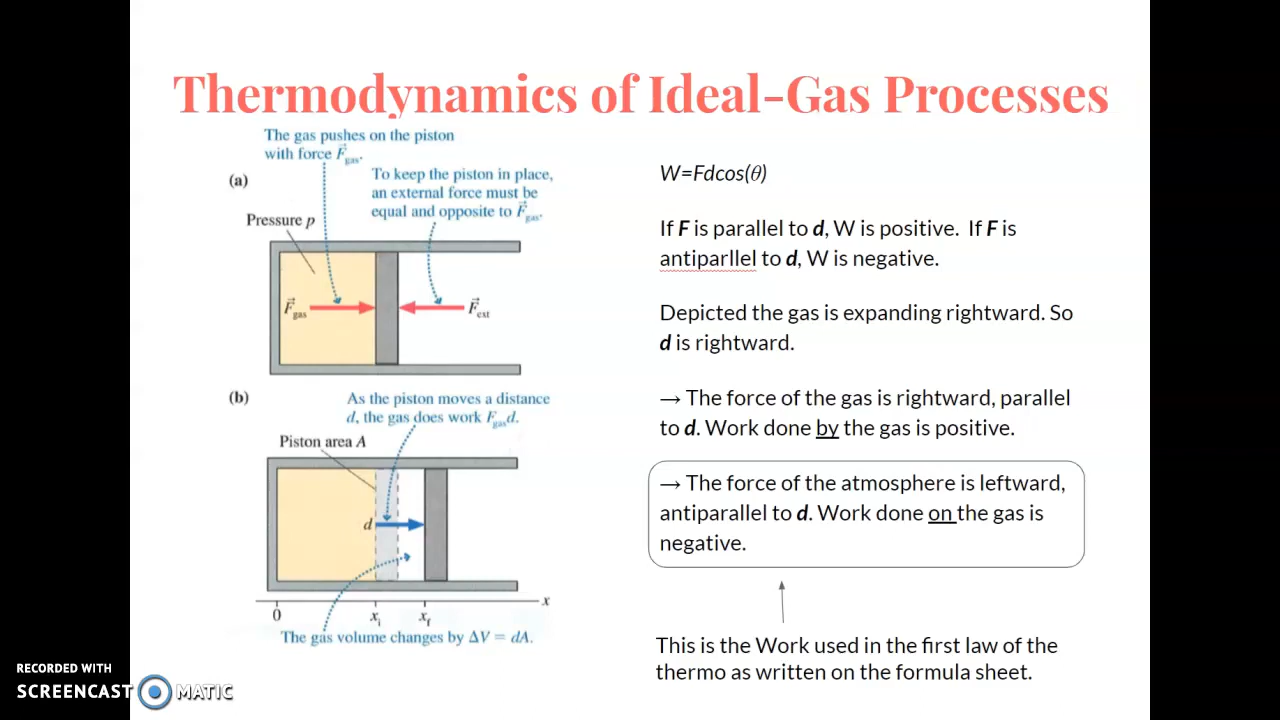 Thermodynamics of Ideal-Gas Processes
The gas pushes on the piston
with force F⃗gas.
(a)
To keep the piston in place,
an external force must be
equal and opposite to F⃗gas.
Pressure p
F⃗gas
F⃗ext
(b)
As the piston moves a distance
d, the gas does work Fgasd.
Piston area A
d
0
xi
xf
x
The gas volume changes by ΔV = dA.
W=Fdcos(θ)
If F is parallel to d, W is positive. If F is
antiparllel to d, W is negative.
Depicted the gas is expanding rightward. So
d is rightward.
→ The force of the gas is rightward, parallel
to d. Work done by the gas is positive.
→ The force of the atmosphere is leftward,
antiparallel to d. Work done on the gas is
negative.
This is the Work used in the first law of the
thermo as written on the formula sheet.
RECORDED WITH
SCREENCAST MATIC